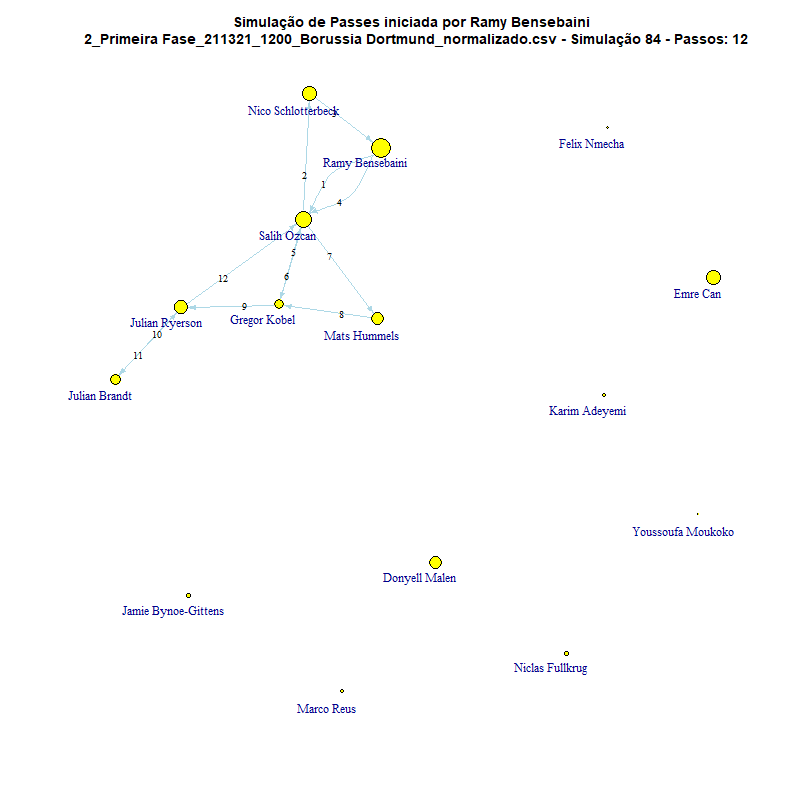 Simulação de Passes iniciada por Ramy Bensebaini
2_Primeira Fase_211321_1200_Borussia Dortmund_normalizado.csv - Simulação 84 - Passos: 12
Nico Schlotterbeck
3
Felix Nmecha
Ramy Bensebaini
2
1
4
Salih Ozcan
5
7
6
12
Emre Can
9
8
Julian Ryerson
Gregor Kobel
Mats Hummels
10
11
Julian Brandt
Karim Adeyemi
Youssoufa Moukoko
Donyell Malen
Jamie Bynoe-Gittens
Niclas Fullkrug
Marco Reus